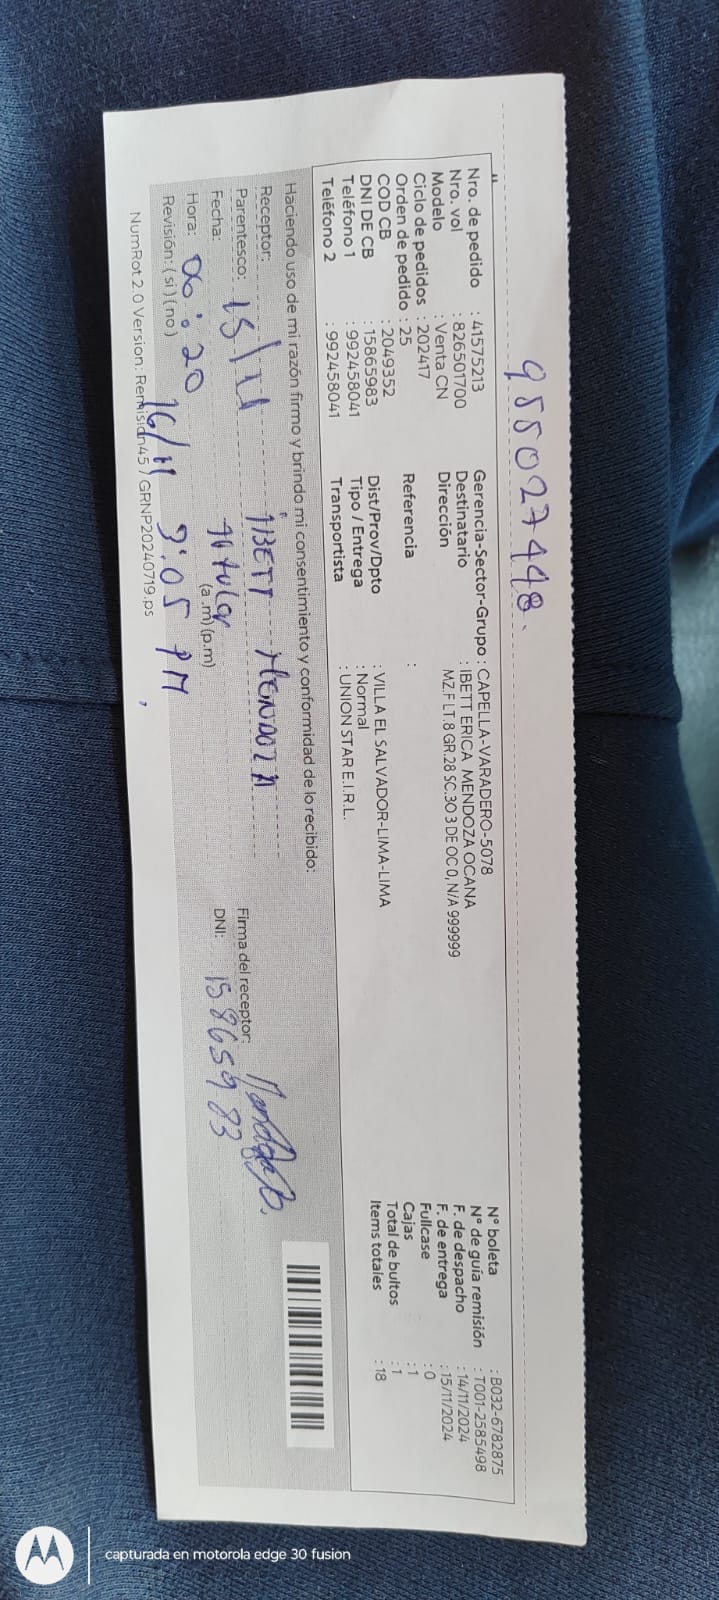 955027448.
Nro. de pedido : 41575213
Nro. vol : 826501700
Modelo : Venta CN
Ciclo de pedidos : 202417
Orden de pedido : 25
COD CB : 2049352
DNI DE CB : 15865983
Teléfono 1 : 992458041
Teléfono 2 : 992458041
Gerencia-Sector-Grupo : CAPELLA-VARADERO-5078
Destinatario : IBETT ERICA MENDOZA OCANA
Dirección : MZ.F LT.8 GR.28 SC.3O 3 DE OC 0, N/A 999999
Referencia :
Dist/Prov/Dpto : VILLA EL SALVADOR-LIMA-LIMA
Tipo / Entrega : Normal
Transportista : UNION STAR E.I.R.L.
N° boleta : B032-6782875
N° de guía remisión : T001-2585498
F. de despacho : 14/11/2024
F. de entrega : 15/11/2024
Fullcase : 0
Cajas : 1
Total de bultos : 1
Items totales : 18
Haciendo uso de mi razón firmo y brindo mi consentimiento y conformidad de lo recibido:
Receptor: IBETT MENDOZA
Parentesco: titular
Fecha: 15/11
Hora: 06:20 (a.m)(p.m)
Revisión: (si) (no) 16/11 9:05 PM
Firma del receptor:
DNI: 15865983
NumRot 2.0 Version: Remision45 / GRNP20240719.ps
capturada en motorola edge 30 fusion